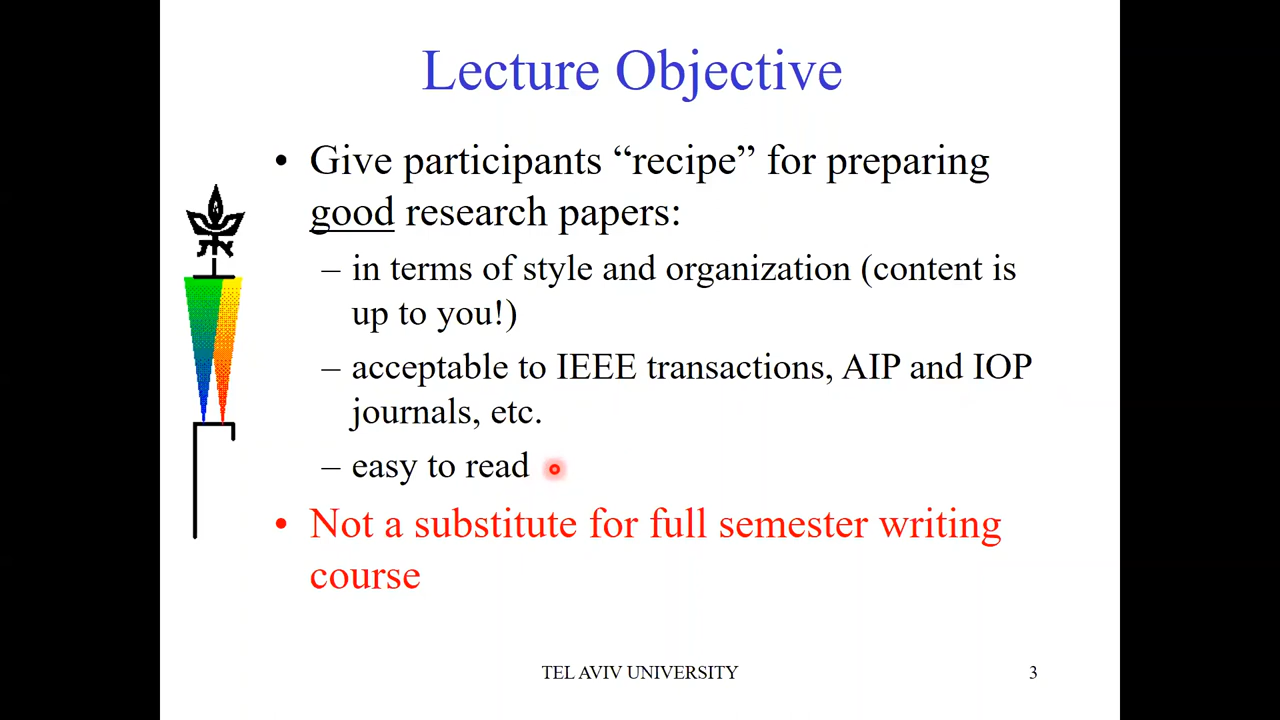 Lecture Objective
• Give participants “recipe” for preparing
good research papers:
– in terms of style and organization (content is
up to you!)
– acceptable to IEEE transactions, AIP and IOP
journals, etc.
– easy to read
• Not a substitute for full semester writing
course
TEL AVIV UNIVERSITY
3